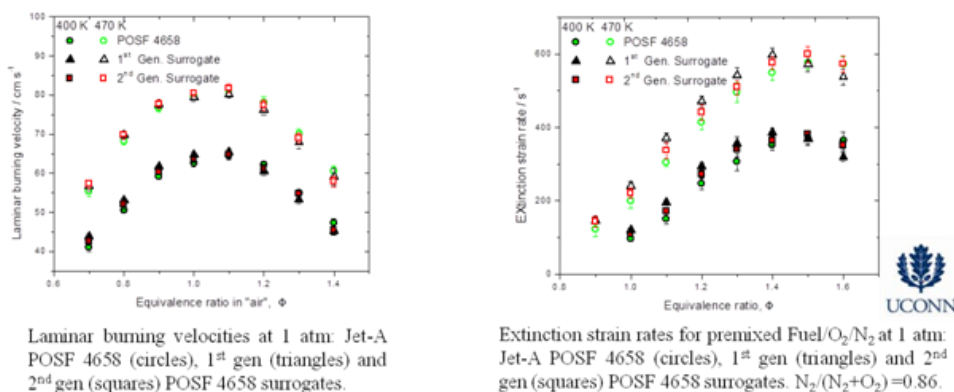 400 K 470 K
POSF 4658
1st Gen. Surrogate
2nd Gen. Surrogate
100
90
80
70
60
50
40
Laminar burning velocity / cm s-1
0.6 0.8 1.0 1.2 1.4
Equivalence ratio in "air", Φ
Laminar burning velocities at 1 atm: Jet-A
POSF 4658 (circles), 1st gen (triangles) and
2nd gen (squares) POSF 4658 surrogates.
400 K 470 K
POSF 4658
1st Gen. Surrogate
2nd Gen. Surrogate
600
400
200
0
EXtinction strain rate / s-1
0.8 1.0 1.2 1.4 1.6
Equivalence ratio, Φ
UCONN
Extinction strain rates for premixed Fuel/O2/N2 at 1 atm:
Jet-A POSF 4658 (circles), 1st gen (triangles) and 2nd
gen (squares) POSF 4658 surrogates. N2/(N2+O2) =0.86.